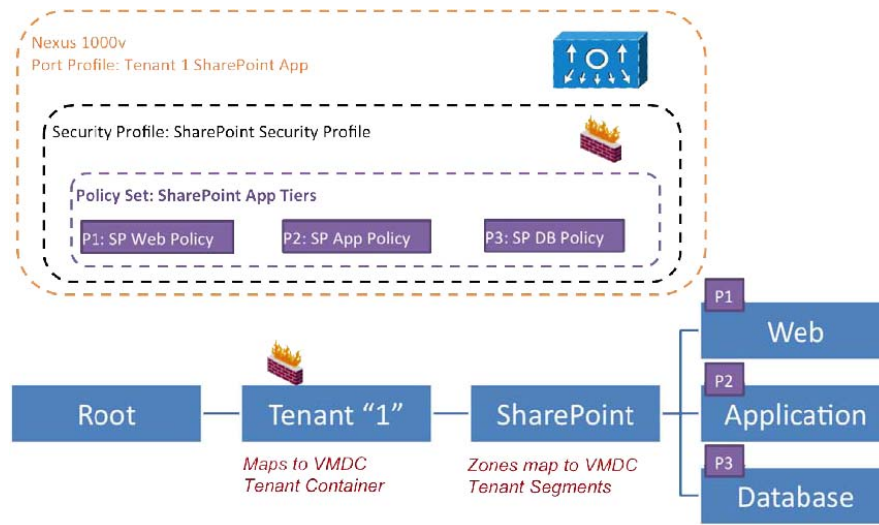 Nexus 1000v
Port Profile: Tenant 1 SharePoint App
Security Profile: SharePoint Security Profile
Policy Set: SharePoint App Tiers
P1: SP Web Policy
P2: SP App Policy
P3: SP DB Policy
P1
Web
Root
Tenant “1”
SharePoint
P2
Application
Maps to VMDC
Tenant Container
Zones map to VMDC
Tenant Segments
P3
Database